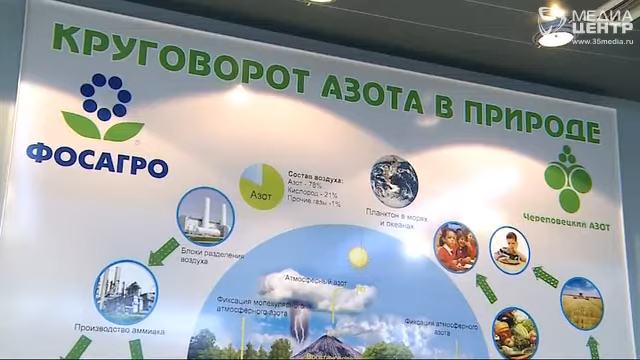 МЕДИА
ЦЕНТР
www.35media.ru
КРУГОВОРОТ АЗОТА В ПРИРОДЕ
ФОСАГРО
Азот
Состав воздуха:
Азот - 78%
Кислород - 21%
Прочие газы -1%
Планктон в морях
и океанах
Череповецкий АЗОТ
Блоки разделения
воздуха
Атмосферный азот
Фиксация молекулярного
атмосферного азота
Фиксация атмосферного
азота
Производство аммиака